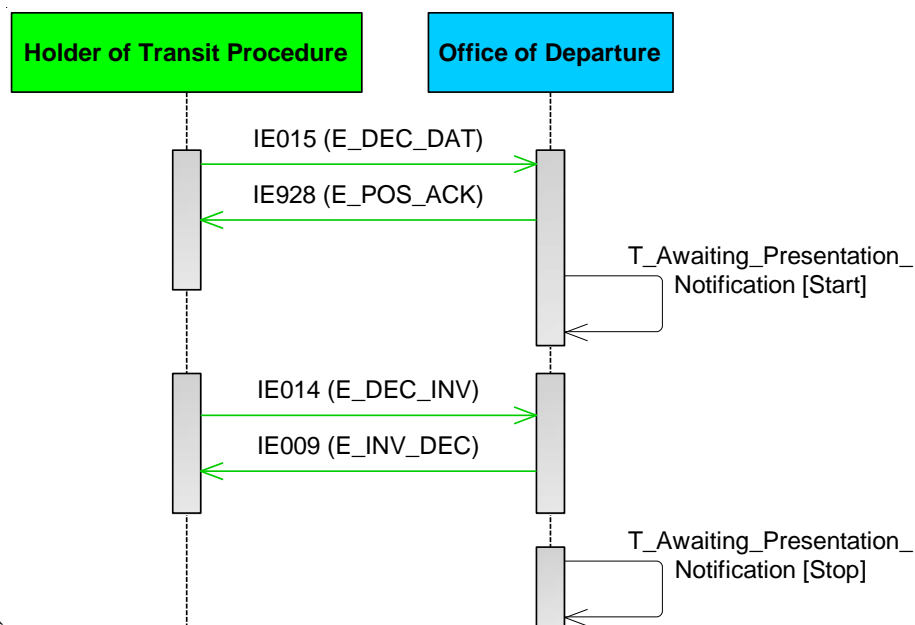 Holder of Transit Procedure
Office of Departure
IE015 (E_DEC_DAT)
IE928 (E_POS_ACK)
T_Awaiting_Presentation_
Notification [Start]
IE014 (E_DEC_INV)
IE009 (E_INV_DEC)
T_Awaiting_Presentation_
Notification [Stop]